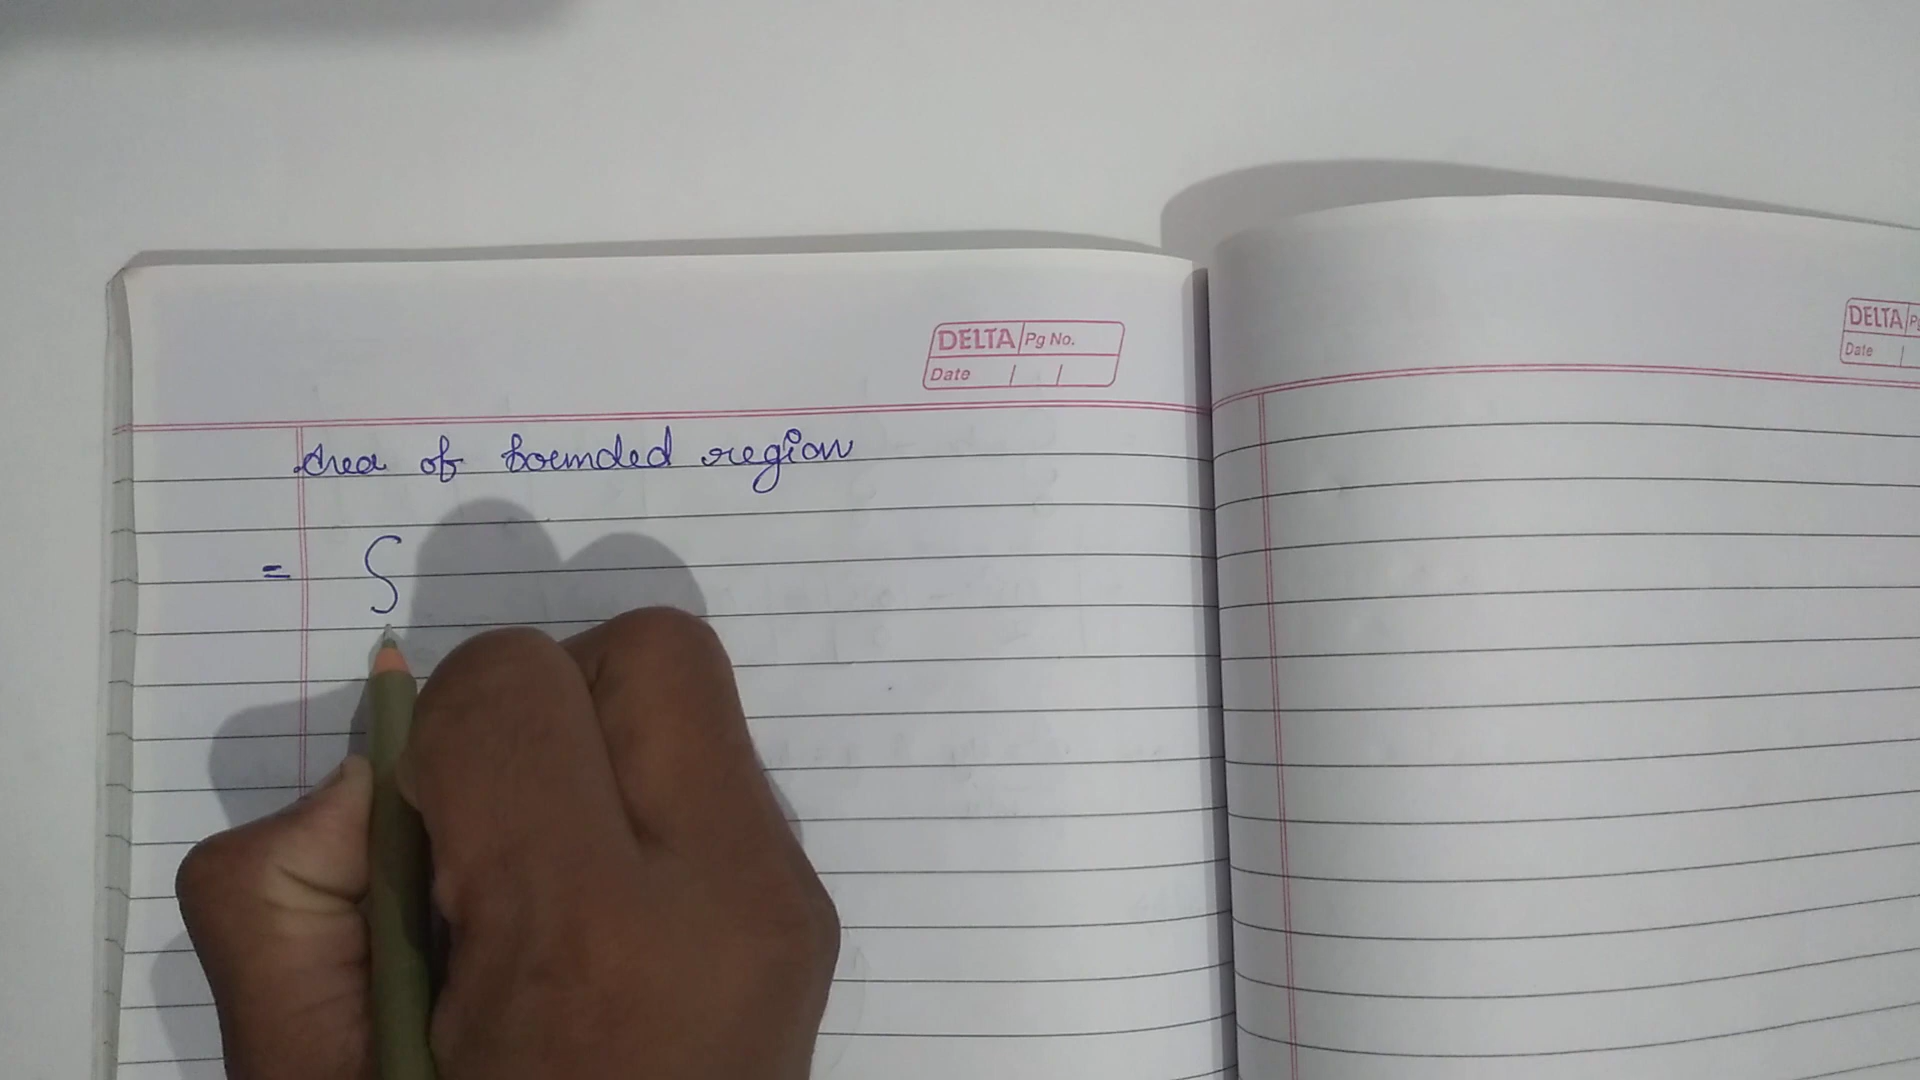 DELTA Pg No.
Date / /
DELTA
Date /
Area of bounded region
= ∫